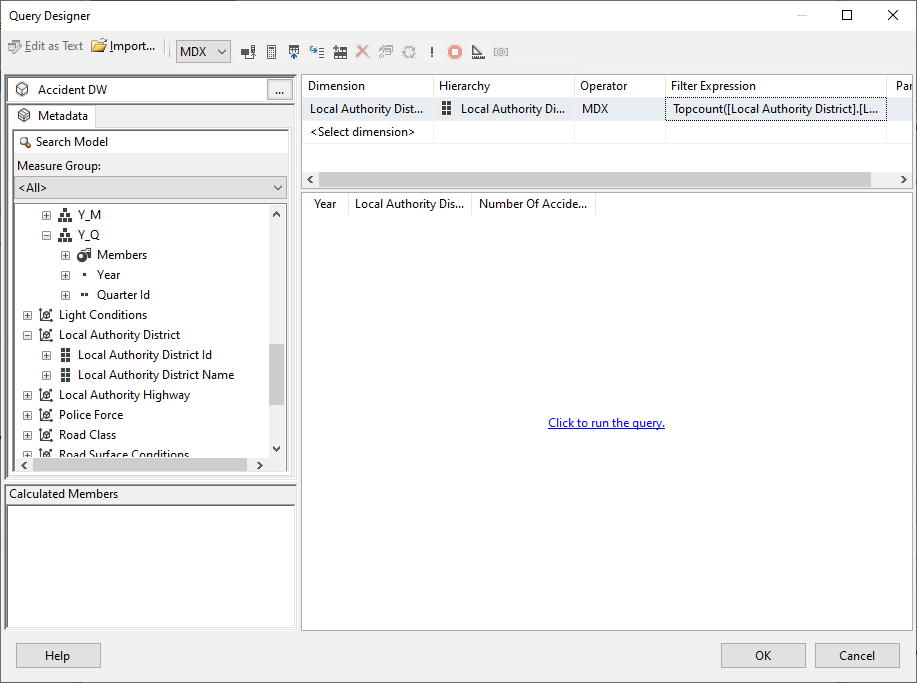 Query Designer
Edit as Text Import... MDX
Accident DW ...
Metadata
Search Model
Measure Group:
<All>
Y_M
Y_Q
Members
Year
Quarter Id
Light Conditions
Local Authority District
Local Authority District Id
Local Authority District Name
Local Authority Highway
Police Force
Road Class
Road Surface Conditions
Calculated Members
Dimension Hierarchy Operator Filter Expression Par
Local Authority Dist... Local Authority Di... MDX Topcount([Local Authority District].[L...
<Select dimension>
Year Local Authority Dis... Number Of Accide...
Click to run the query.
Help OK Cancel